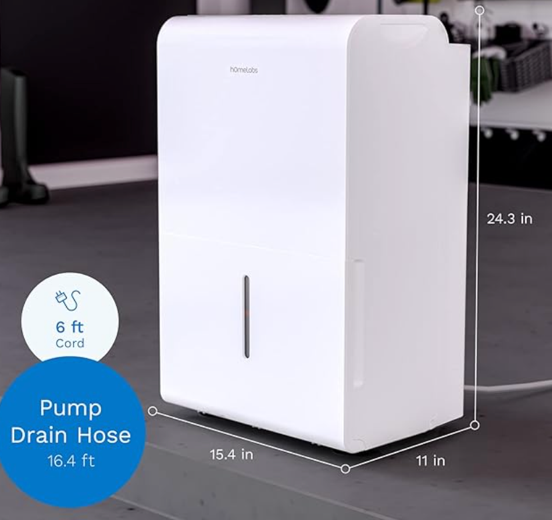 hOmeLabs
24.3 in
6 ft
Cord
Pump
Drain Hose
16.4 ft
15.4 in
11 in